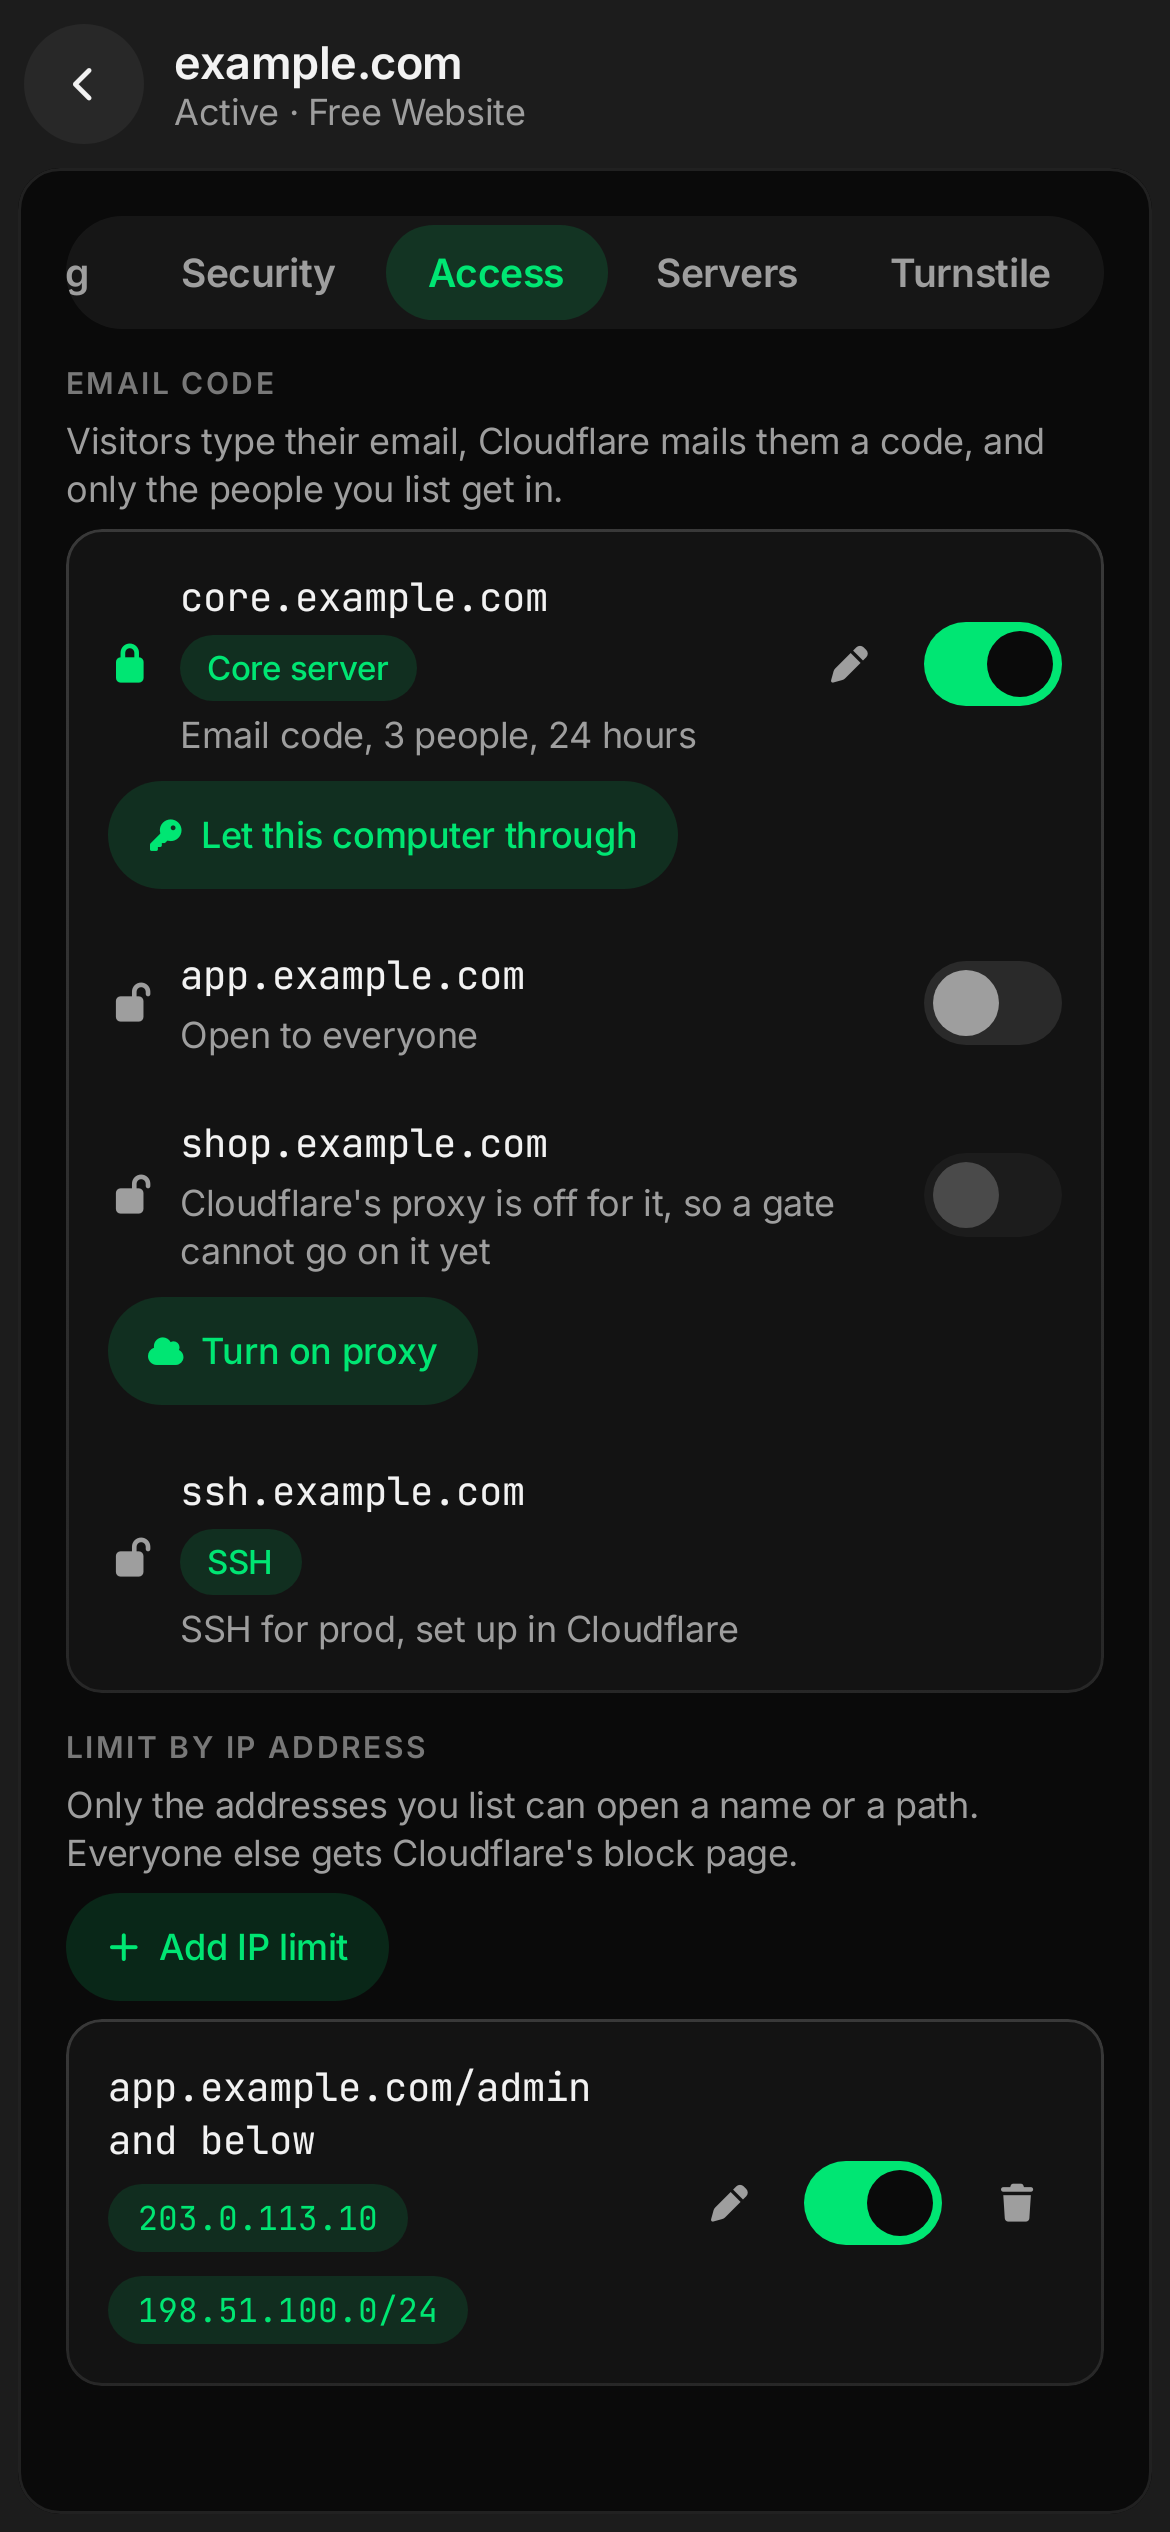 example.com
Active · Free Website
g Security Access Servers Turnstile
EMAIL CODE
Visitors type their email, Cloudflare mails them a code, and
only the people you list get in.
core.example.com
Core server
Email code, 3 people, 24 hours
Let this computer through
app.example.com
Open to everyone
shop.example.com
Cloudflare's proxy is off for it, so a gate
cannot go on it yet
Turn on proxy
ssh.example.com
SSH
SSH for prod, set up in Cloudflare
LIMIT BY IP ADDRESS
Only the addresses you list can open a name or a path.
Everyone else gets Cloudflare's block page.
Add IP limit
app.example.com/admin
and below
203.0.113.10
198.51.100.0/24